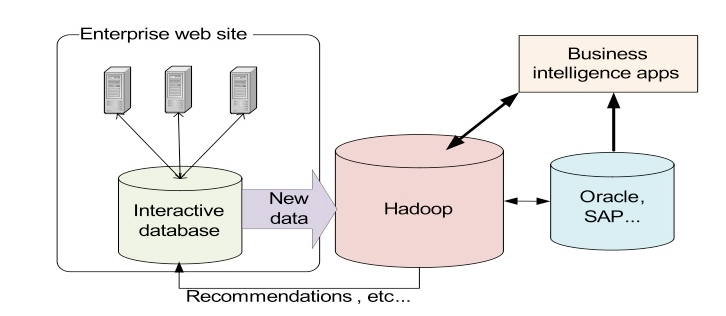 Enterprise web site
Business
intelligence apps
Interactive
database
New
data
Hadoop
Oracle,
SAP...
Recommendations , etc...